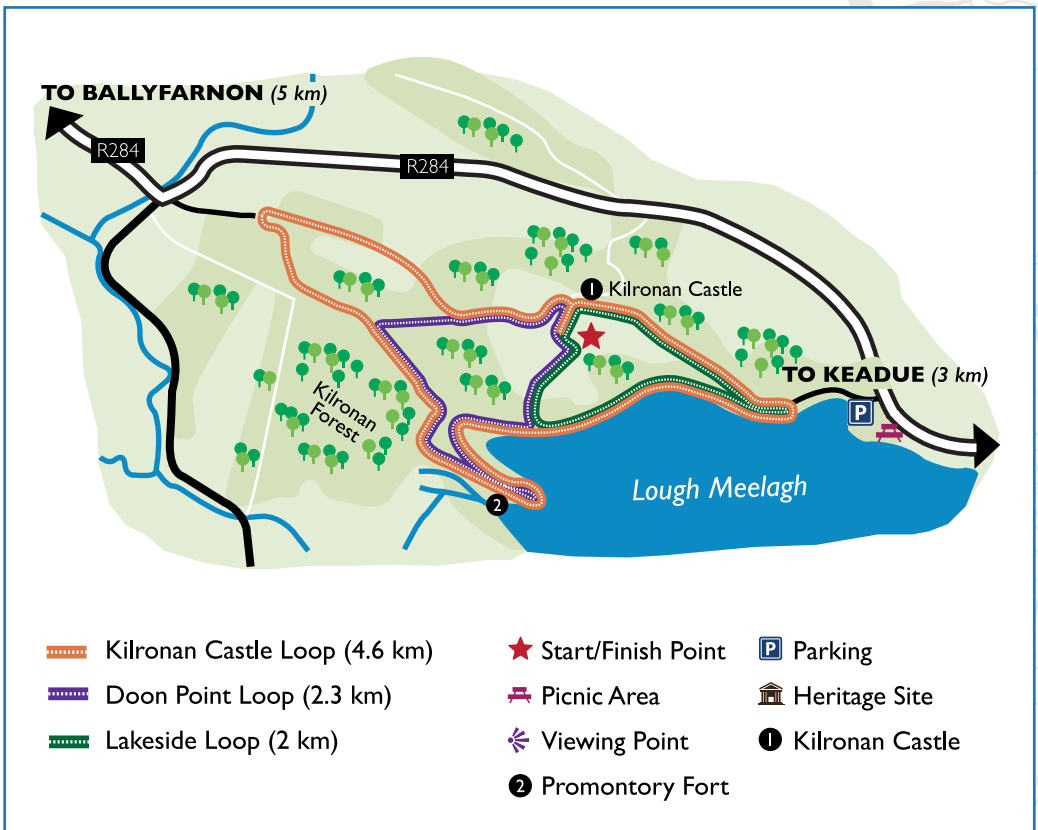 TO BALLYFARNON (5 km)
R284
R284
1 Kilronan Castle
TO KEADUE (3 km)
P
Kilronan
Forest
Lough Meelagh
2
Kilronan Castle Loop (4.6 km)
Doon Point Loop (2.3 km)
Lakeside Loop (2 km)
Start/Finish Point
Picnic Area
Viewing Point
2 Promontory Fort
P Parking
Heritage Site
1 Kilronan Castle